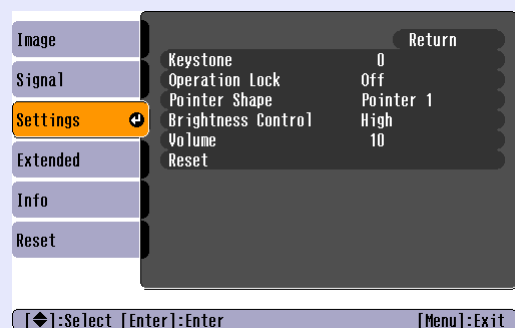 Image
Signal
Settings
Extended
Info
Reset
Return
Keystone 0
Operation Lock Off
Pointer Shape Pointer 1
Brightness Control High
Volume 10
Reset
[◆]:Select [Enter]:Enter [Menu]:Exit